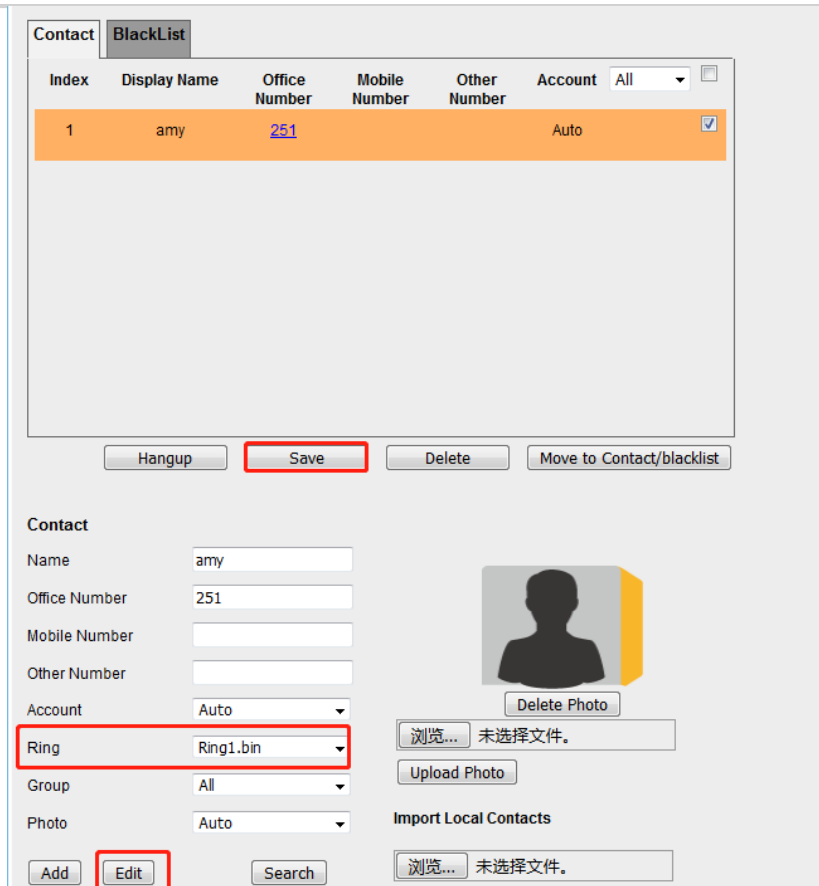 Contact BlackList
Index Display Name Office Number Mobile Number Other Number Account All
1 amy 251 Auto
Hangup Save Delete Move to Contact/blacklist
Contact
Name amy
Office Number 251
Mobile Number
Other Number
Delete Photo
Account Auto
浏览... 未选择文件。
Ring Ring1.bin
Upload Photo
Group All
Import Local Contacts
Photo Auto
浏览... 未选择文件。
Add Edit Search